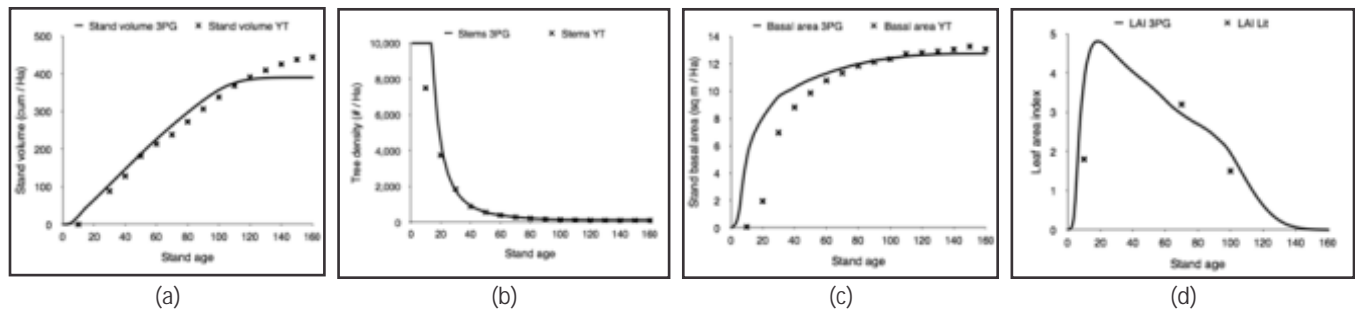 Stand volume 3PG × Stand volume YT
Stand volume (cum / Ha)
500
400
300
200
100
0
0 20 40 60 80 100 120 140 160
Stand age
(a)
Stems 3PG × Stems YT
Tree density (# / Ha)
10,000
8,000
6,000
4,000
2,000
0
0 20 40 60 80 100 120 140 160
Stand age
(b)
Basal area 3PG × Basal area YT
Stand basal area (sq m / Ha)
14
12
10
8
6
4
2
0
0 20 40 60 80 100 120 140 160
Stand age
(c)
LAI 3PG × LAI Lit
Leaf area index
5
4
3
2
1
0
0 20 40 60 80 100 120 140 160
Stand age
(d)